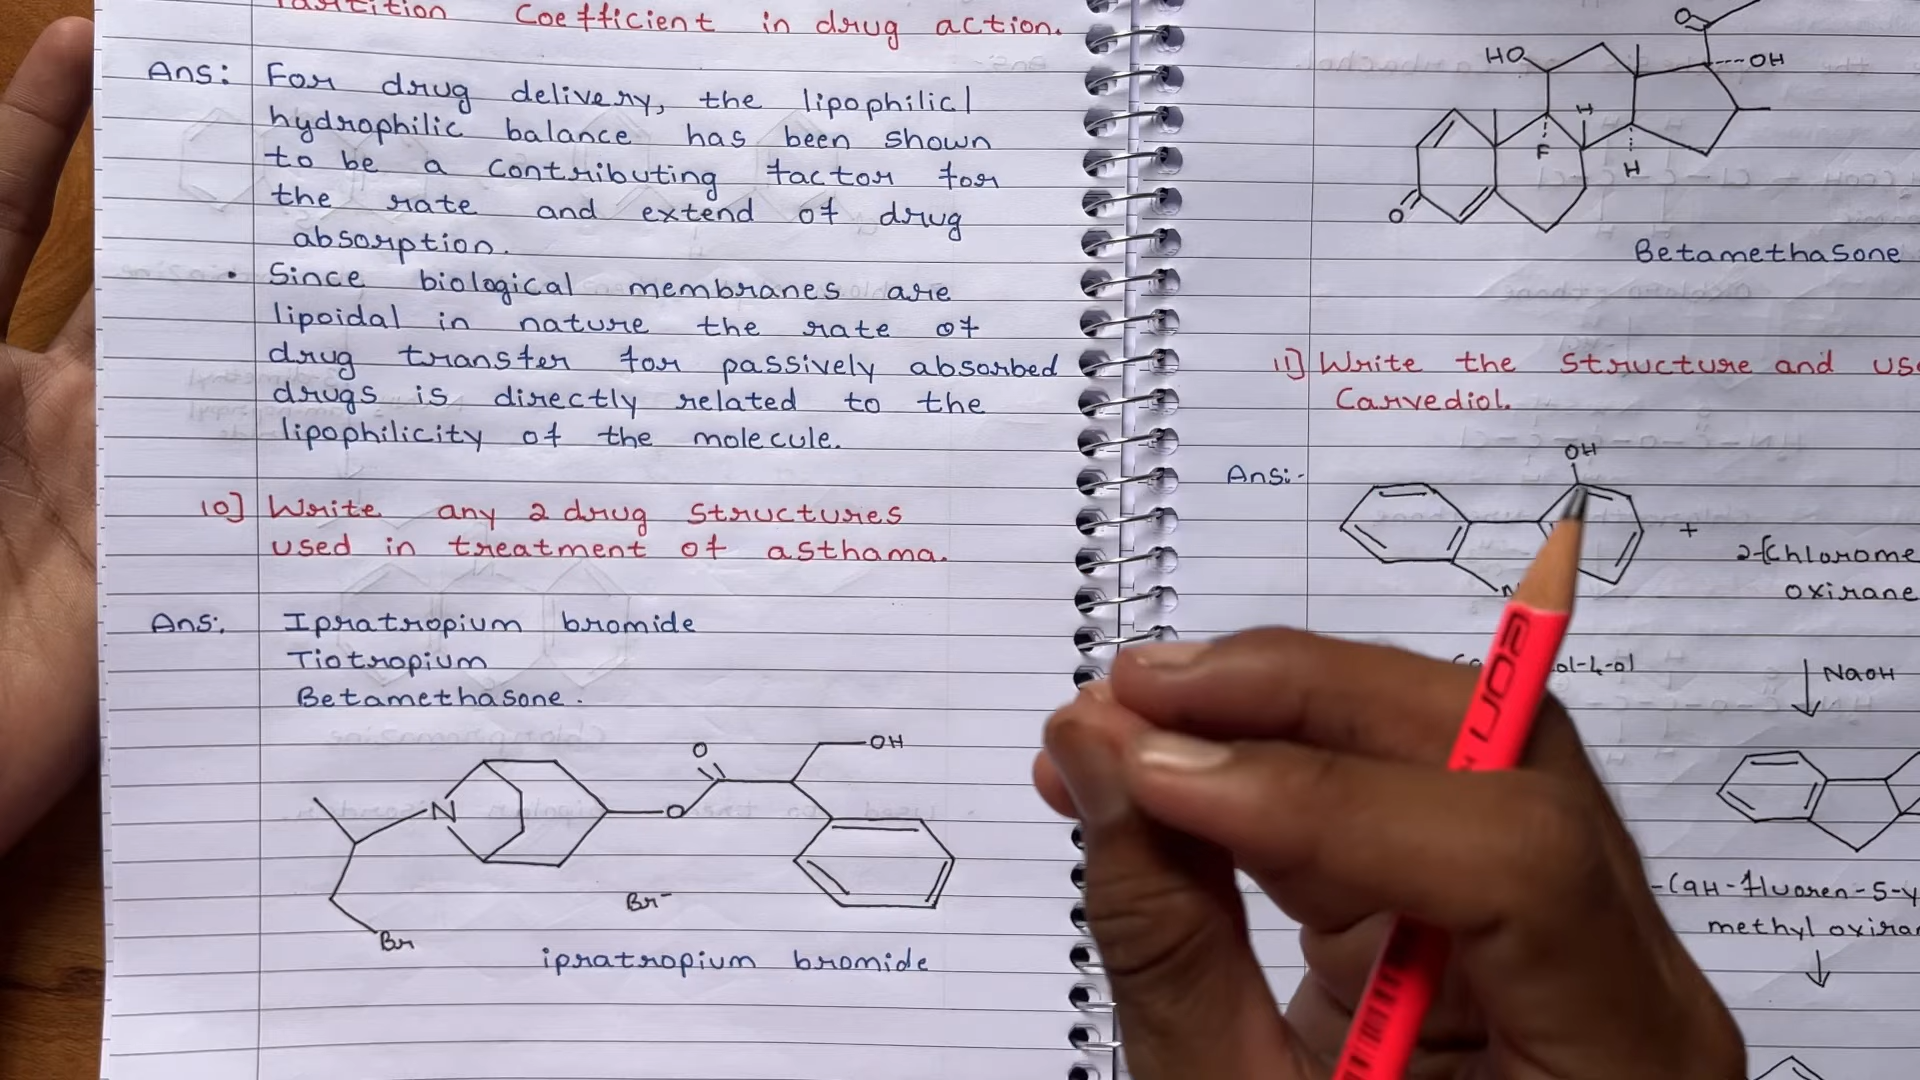 Partition Coefficient in drug action.
Ans: For drug delivery, the lipophilic/
hydrophilic balance has been shown
to be a contributing factor for
the rate and extend of drug
absorption.
• Since biological membranes are
lipoidal in nature the rate of
drug transfer for passively absorbed
drugs is directly related to the
lipophilicity of the molecule.
10] Write any 2 drug structures
used in treatment of asthama.
Ans: Ipratropium bromide
Tiotropium
Betamethasone.
O
OH
N
O
Br-
Br
ipratropium bromide
O
HO
OH
H
F
H
O
Betamethasone
11] Write the structure and
Carvediol.
OH
Ans:-
+
2-[Chlorome
oxirane
ol-4-ol
NaOH
-(9H-fluoren-5-y
methyl oxira